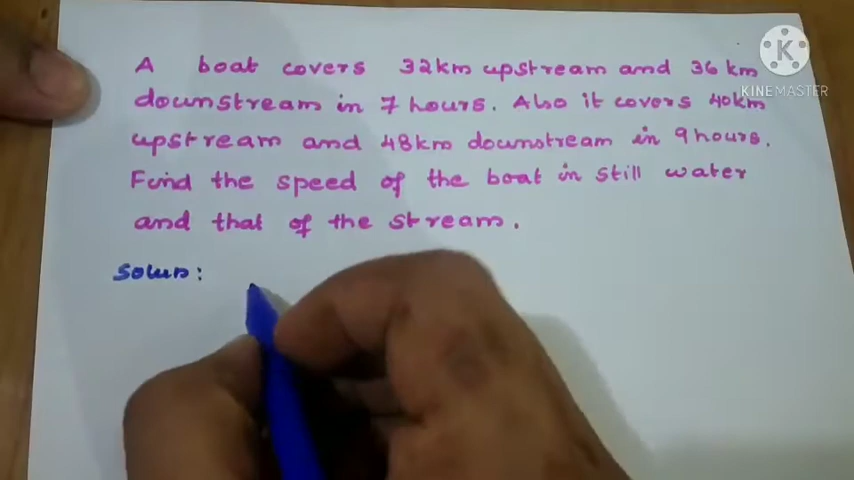 A boat covers 32km upstream and 36 km
downstream in 7 hours. Also it covers 40km
upstream and 48km downstream in 9 hours.
Find the speed of the boat in still water
and that of the stream.
Soln:
K
KINEMASTER